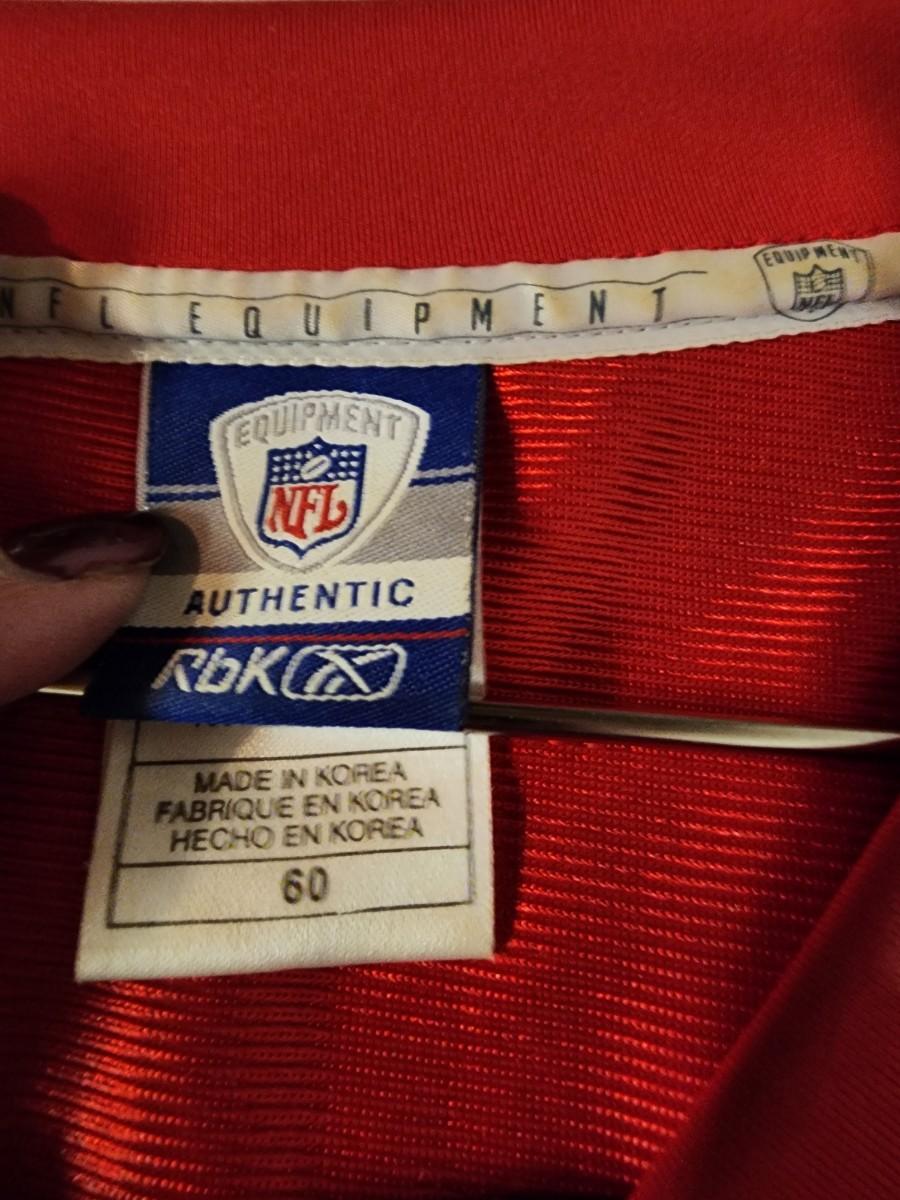 NFL EQUIPMENT
EQUIPMENT
NFL
EQUIPMENT
NFL
AUTHENTIC
RbK
MADE IN KOREA
FABRIQUE EN KOREA
HECHO EN KOREA
60